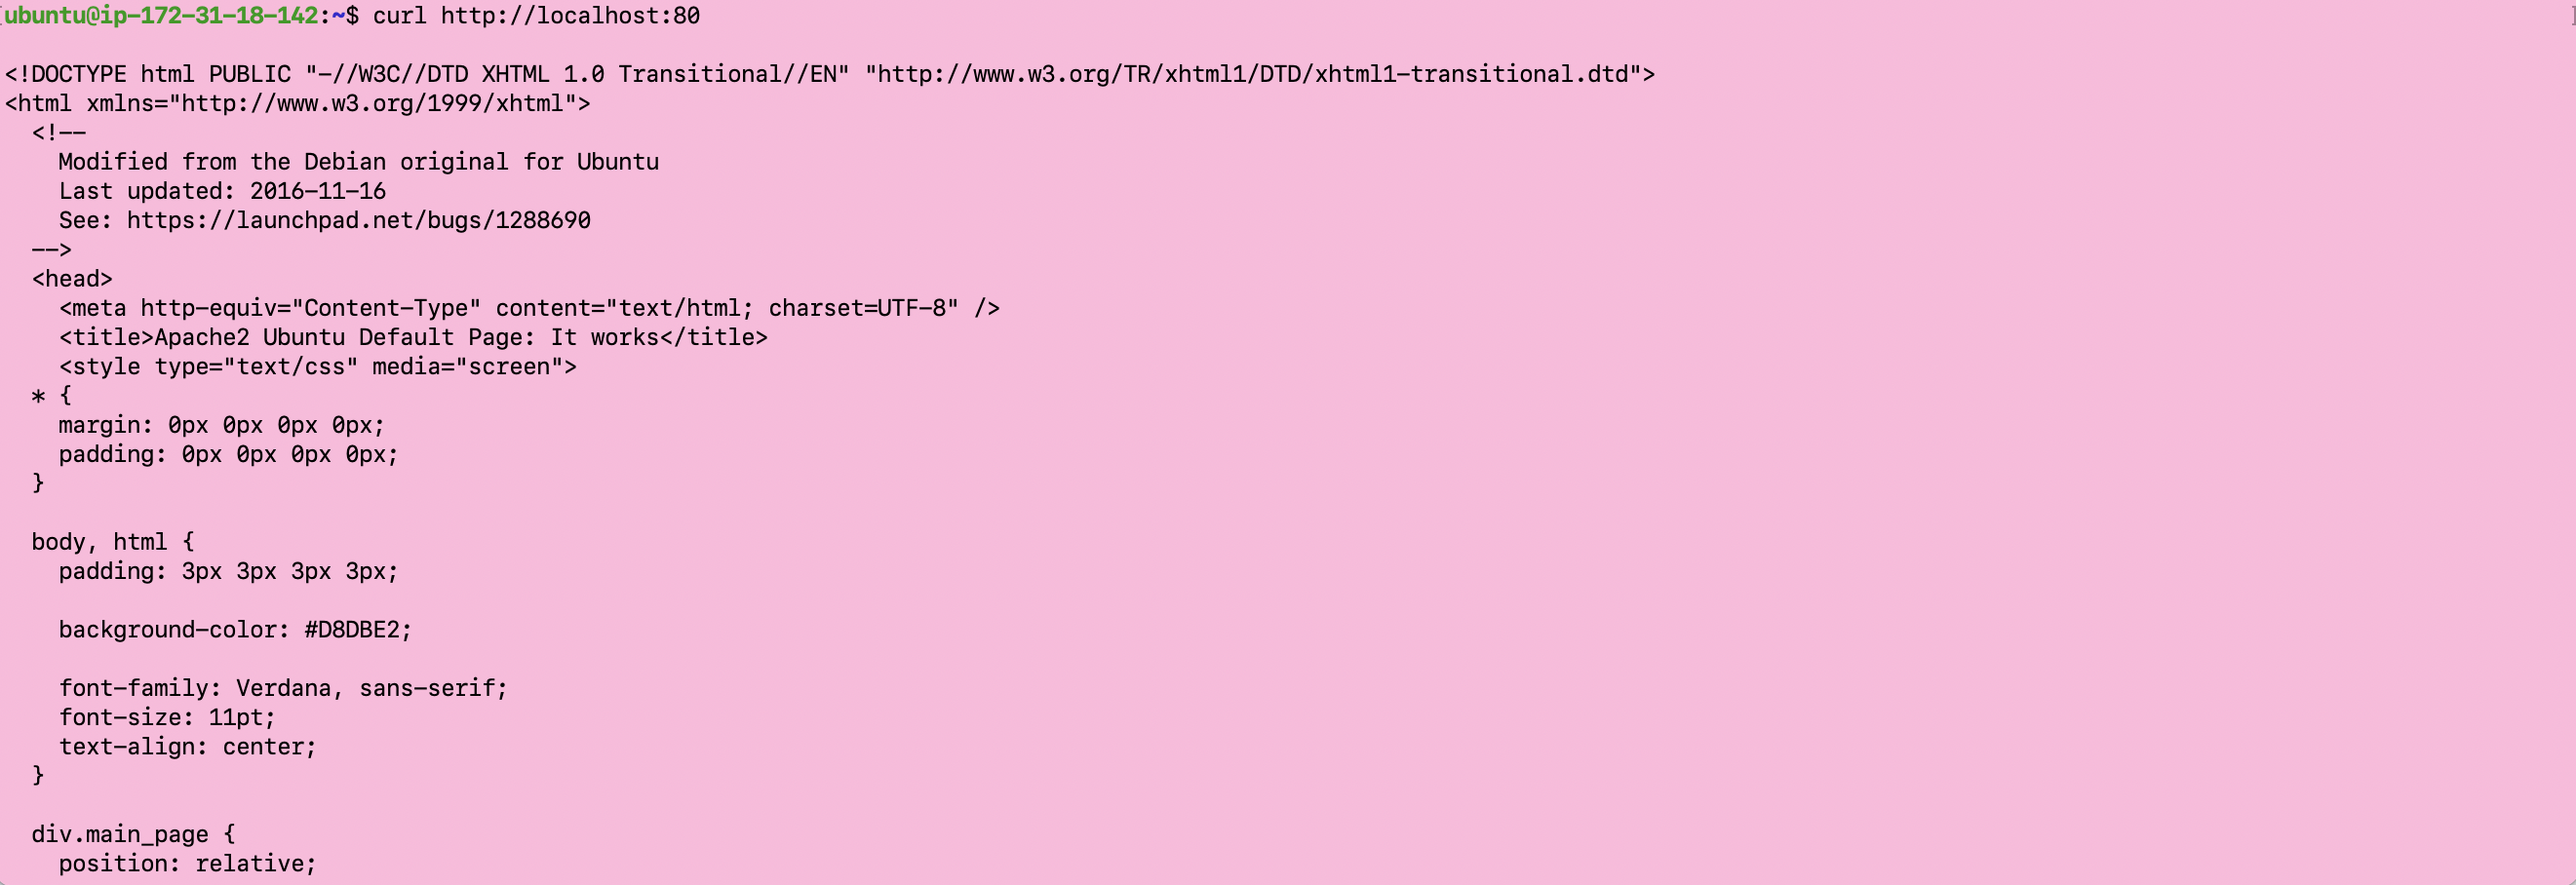 ubuntu@ip-172-31-18-142:~$ curl http://localhost:80
<!DOCTYPE html PUBLIC "-//W3C//DTD XHTML 1.0 Transitional//EN" "http://www.w3.org/TR/xhtml1/DTD/xhtml1-transitional.dtd">
<html xmlns="http://www.w3.org/1999/xhtml">
  <!--
    Modified from the Debian original for Ubuntu
    Last updated: 2016-11-16
    See: https://launchpad.net/bugs/1288690
  -->
  <head>
    <meta http-equiv="Content-Type" content="text/html; charset=UTF-8" />
    <title>Apache2 Ubuntu Default Page: It works</title>
    <style type="text/css" media="screen">
  * {
    margin: 0px 0px 0px 0px;
    padding: 0px 0px 0px 0px;
  }
  body, html {
    padding: 3px 3px 3px 3px;
    background-color: #D8DBE2;
    font-family: Verdana, sans-serif;
    font-size: 11pt;
    text-align: center;
  }
  div.main_page {
    position: relative;